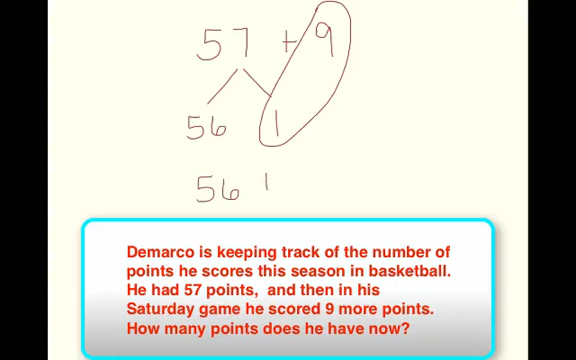 57 + 9
56 1
56 1
Demarco is keeping track of the number of
points he scores this season in basketball.
He had 57 points, and then in his
Saturday game he scored 9 more points.
How many points does he have now?